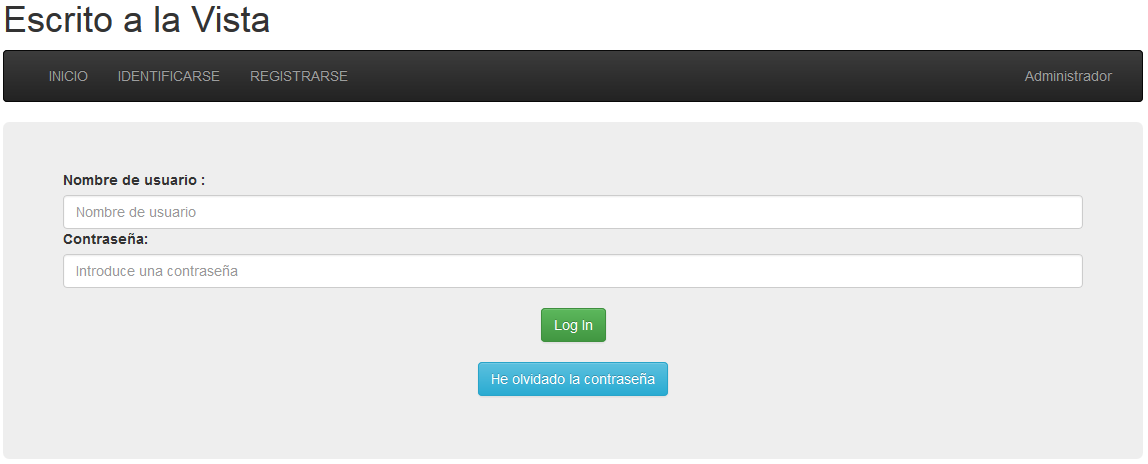 Escrito a la Vista
INICIO IDENTIFICARSE REGISTRARSE Administrador
Nombre de usuario :
Nombre de usuario
Contraseña:
Introduce una contraseña
Log In
He olvidado la contraseña